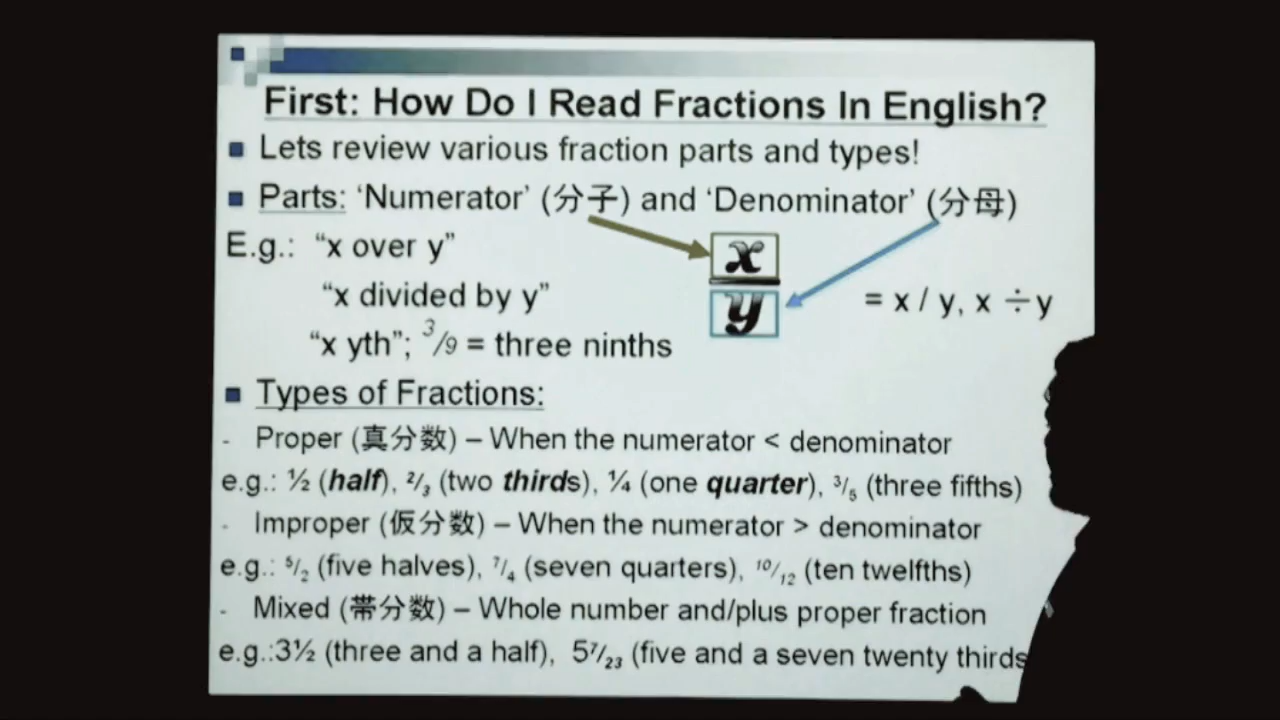 First: How Do I Read Fractions In English?
Lets review various fraction parts and types!
Parts: ‘Numerator’ (分子) and ‘Denominator’ (分母)
E.g.: “x over y”
x
“x divided by y”
y
= x / y, x ÷ y
“x yth”; 3/9 = three ninths
Types of Fractions:
- Proper (真分数) – When the numerator < denominator
e.g.: ½ (half), 2/3 (two thirds), ¼ (one quarter), 3/5 (three fifths)
- Improper (仮分数) – When the numerator > denominator
e.g.: 5/2 (five halves), 7/4 (seven quarters), 10/12 (ten twelfths)
- Mixed (帯分数) – Whole number and/plus proper fraction
e.g.:3½ (three and a half), 5 7/23 (five and a seven twenty thirds